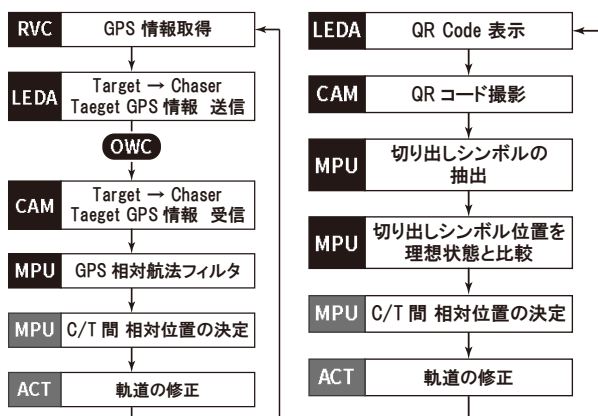 RVC GPS 情報取得
LEDA Target → Chaser
Taeget GPS 情報 送信
OWC
CAM Target → Chaser
Taeget GPS 情報 受信
MPU GPS 相対航法フィルタ
MPU C/T 間 相対位置の決定
ACT 軌道の修正
LEDA QR Code 表示
CAM QR コード撮影
MPU 切り出しシンボルの
抽出
MPU 切り出しシンボル位置を
理想状態と比較
MPU C/T 間 相対位置の決定
ACT 軌道の修正